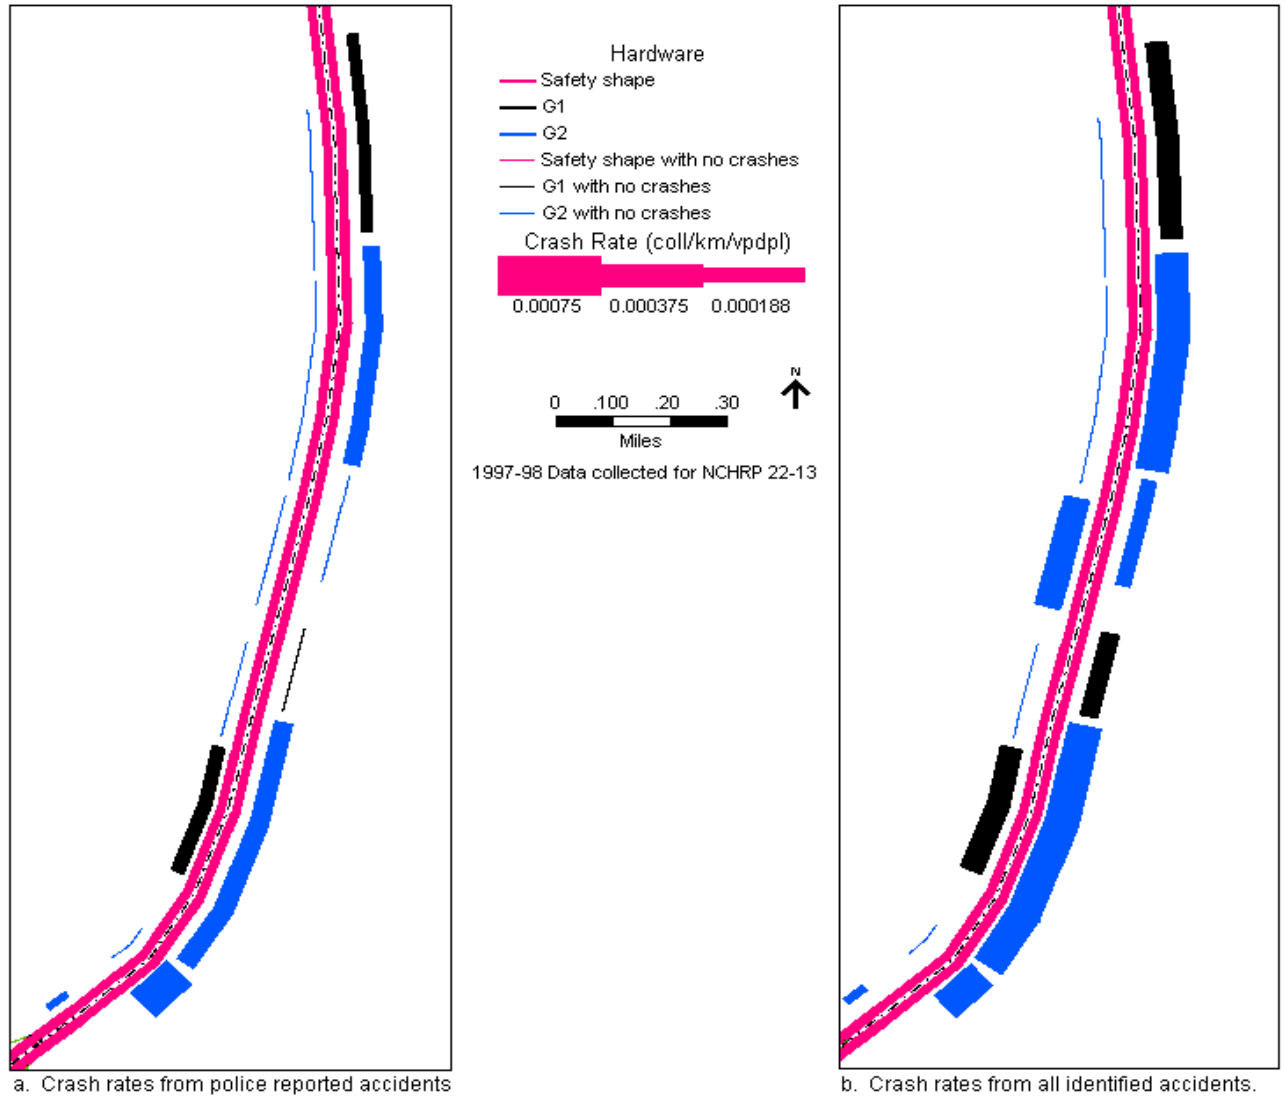 Hardware
Safety shape
G1
G2
Safety shape with no crashes
G1 with no crashes
G2 with no crashes
Crash Rate (coll/km/vpdpl)
0.00075 0.000375 0.000188
N
0 .100 .20 .30
Miles
1997-98 Data collected for NCHRP 22-13
a. Crash rates from police reported accidents
b. Crash rates from all identified accidents.